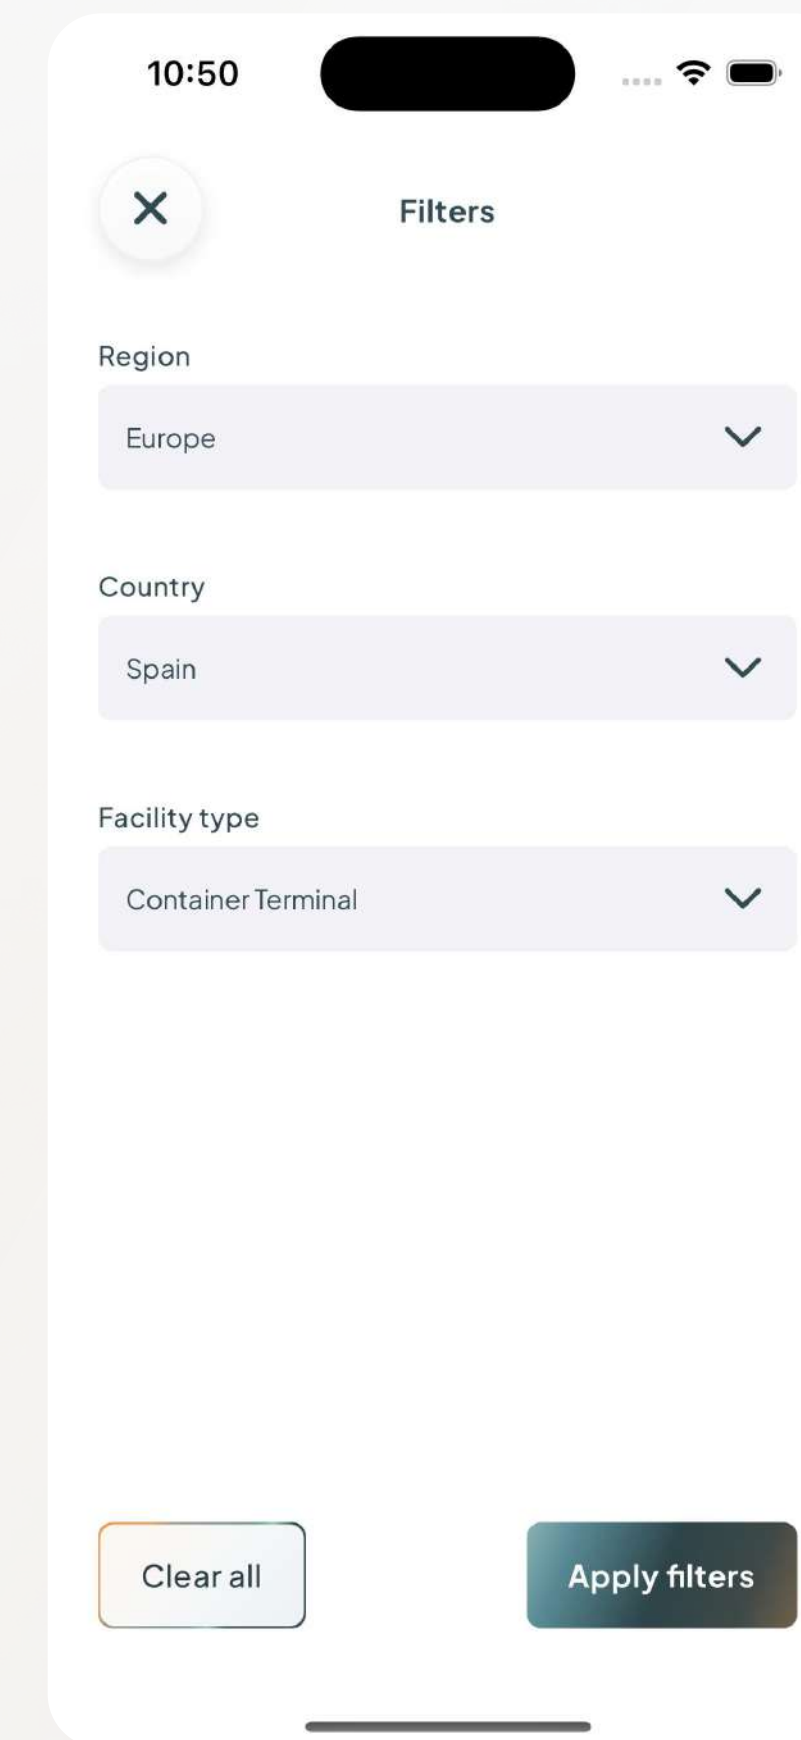 10:50
Filters
Region
Europe
Country
Spain
Facility type
Container Terminal
Clear all
Apply filters